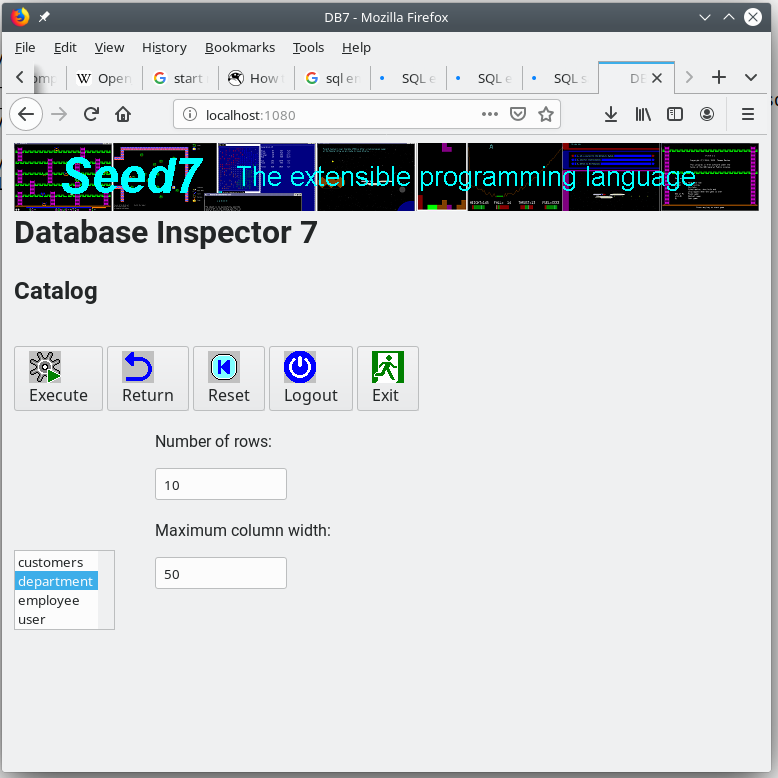 DB7 - Mozilla Firefox
File Edit View History Bookmarks Tools Help
Open start How sql en SQL e SQL e SQL s DB
localhost:1080
Seed7 The extensible programming language
Database Inspector 7
Catalog
Execute Return Reset Logout Exit
Number of rows:
10
Maximum column width:
50
customers
department
employee
user